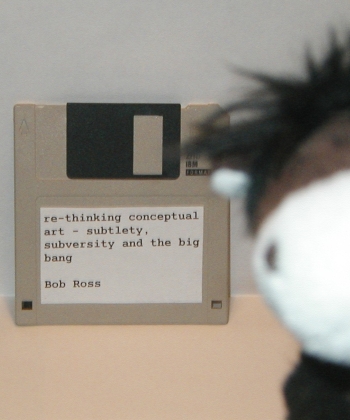 re-thinking conceptual
art - subtlety,
subversity and the big
bang
Bob Ross